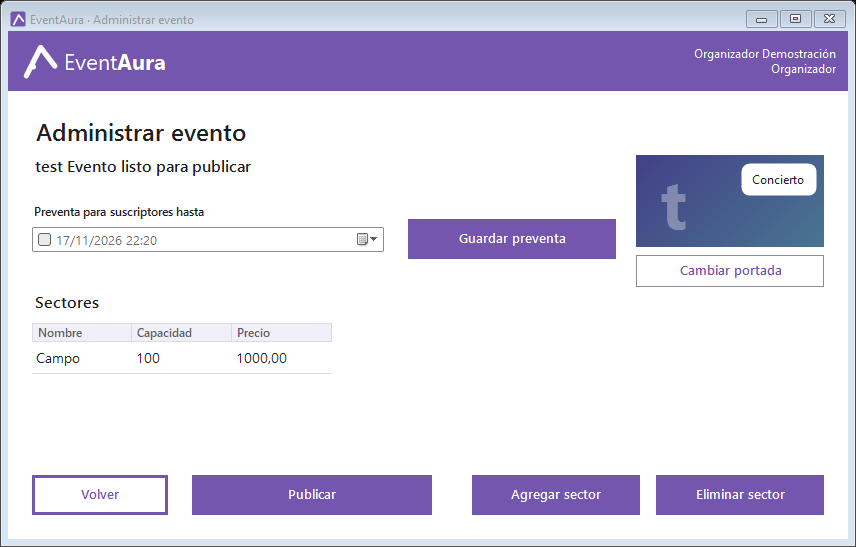 EventAura · Administrar evento
EventAura
Organizador Demostración
Organizador
Administrar evento
test Evento listo para publicar
Concierto
t
Preventa para suscriptores hasta
17/11/2026 22:20
Guardar preventa
Cambiar portada
Sectores
Nombre Capacidad Precio
Campo 100 1000,00
Volver Publicar Agregar sector Eliminar sector